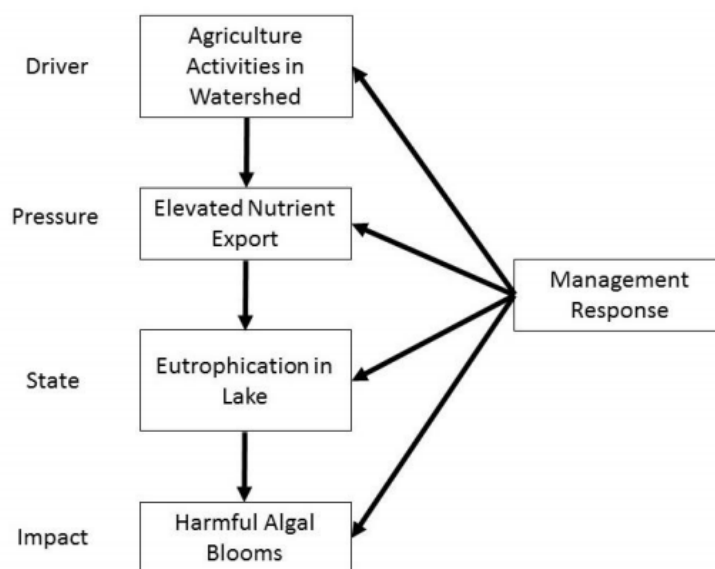 Driver
Agriculture
Activities in
Watershed
Pressure
Elevated Nutrient
Export
Management
Response
State
Eutrophication in
Lake
Impact
Harmful Algal
Blooms